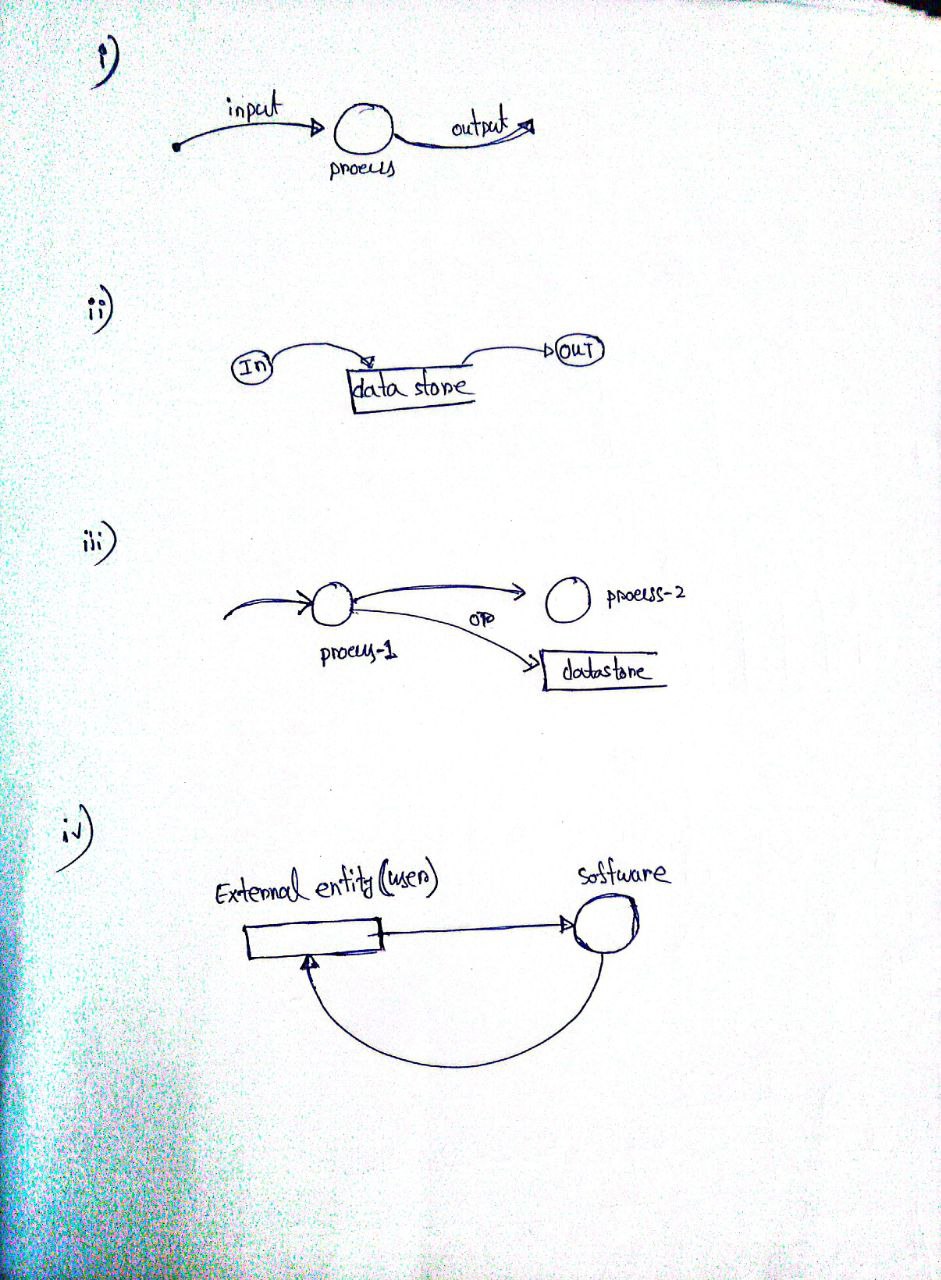 i)
input
output
process
ii)
In
OUT
data store
iii)
process-2
or
process-1
datastore
iv)
External entity (user)
software